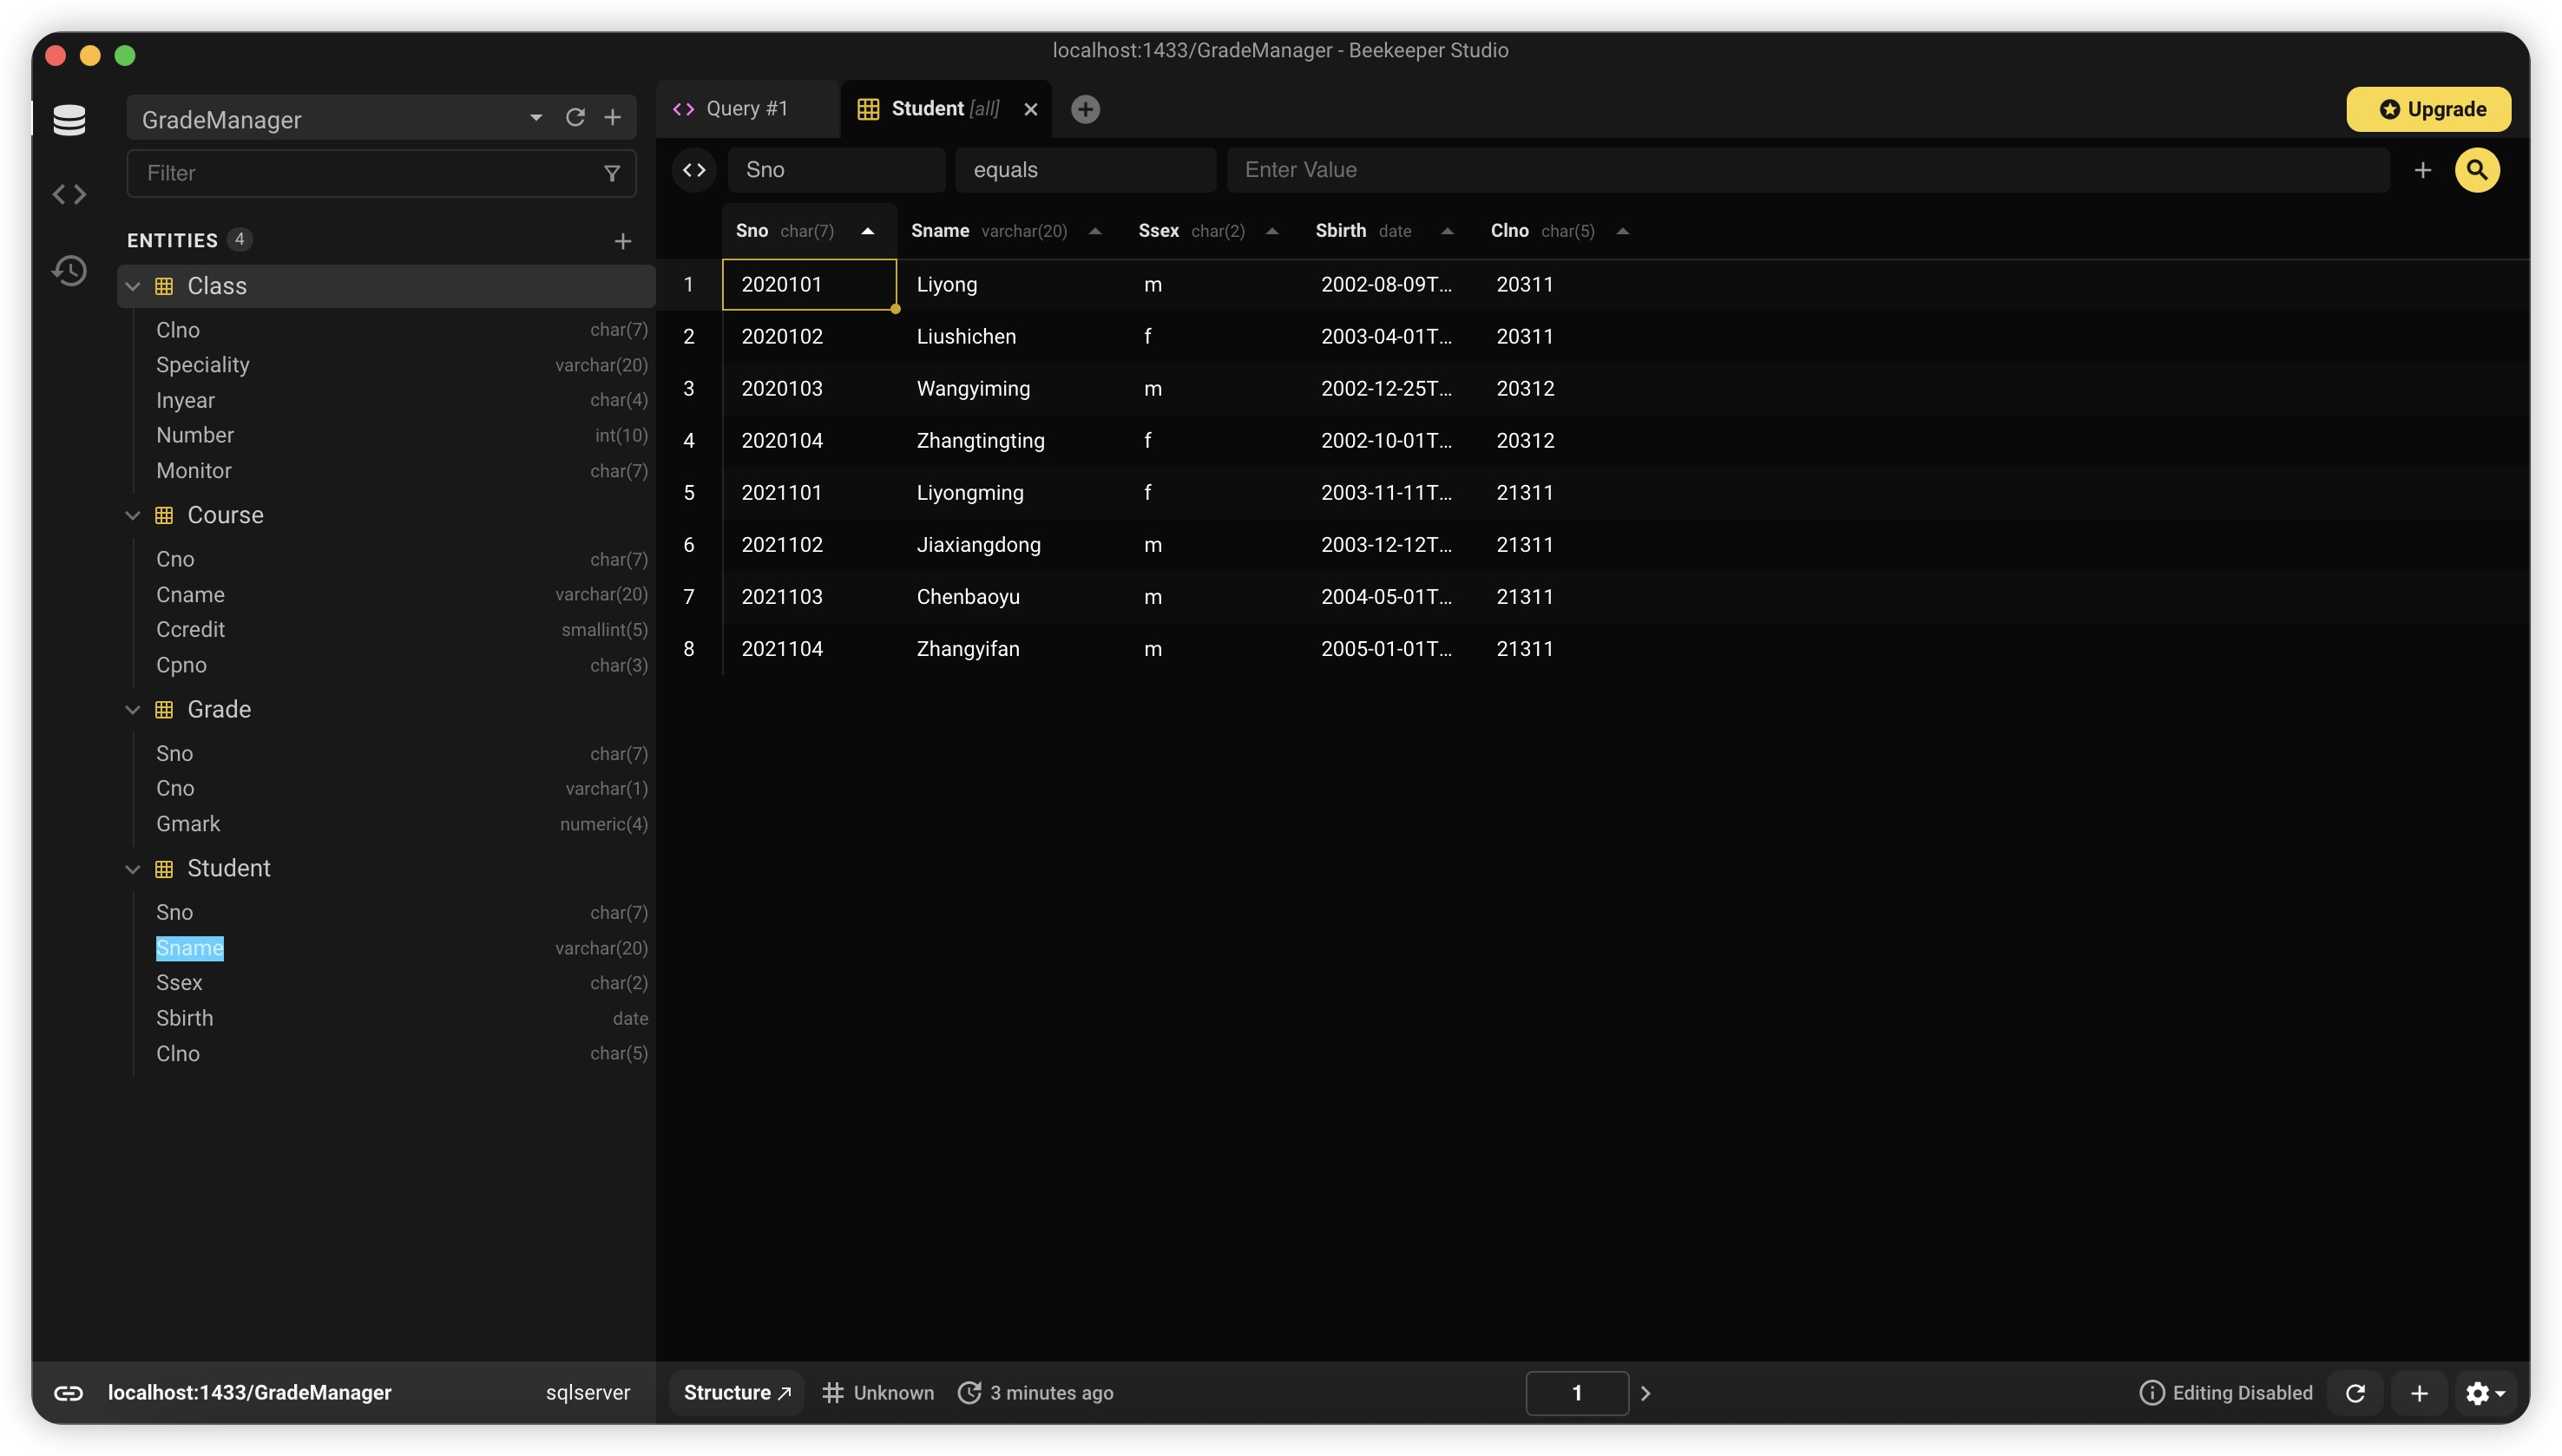 localhost:1433/GradeManager - Beekeeper Studio
GradeManager
Filter
ENTITIES 4
Class
Clno char(7)
Speciality varchar(20)
Inyear char(4)
Number int(10)
Monitor char(7)
Course
Cno char(7)
Cname varchar(20)
Ccredit smallint(5)
Cpno char(3)
Grade
Sno char(7)
Cno varchar(1)
Gmark numeric(4)
Student
Sno char(7)
Sname varchar(20)
Ssex char(2)
Sbirth date
Clno char(5)
localhost:1433/GradeManager sqlserver
Query #1 Student [all] Upgrade
Sno equals Enter Value
Sno char(7) Sname varchar(20) Ssex char(2) Sbirth date Clno char(5)
1 2020101 Liyong m 2002-08-09T... 20311
2 2020102 Liushichen f 2003-04-01T... 20311
3 2020103 Wangyiming m 2002-12-25T... 20312
4 2020104 Zhangtingting f 2002-10-01T... 20312
5 2021101 Liyongming f 2003-11-11T... 21311
6 2021102 Jiaxiangdong m 2003-12-12T... 21311
7 2021103 Chenbaoyu m 2004-05-01T... 21311
8 2021104 Zhangyifan m 2005-01-01T... 21311
Structure Unknown 3 minutes ago 1 Editing Disabled